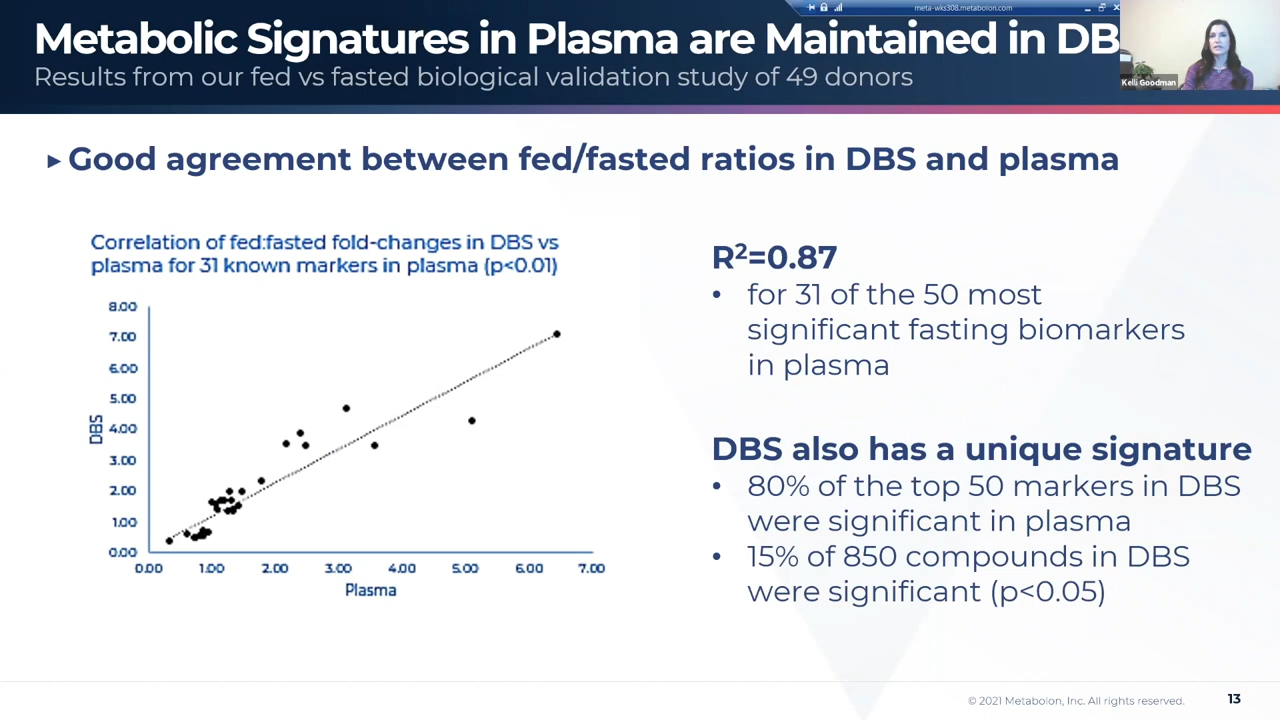 meta-wks308.metabolon.com
Metabolic Signatures in Plasma are Maintained in DB
Results from our fed vs fasted biological validation study of 49 donors
Kelli Goodman
Good agreement between fed/fasted ratios in DBS and plasma
Correlation of fed:fasted fold-changes in DBS vs
plasma for 31 known markers in plasma (p<0.01)
8.00
7.00
6.00
5.00
4.00
3.00
2.00
1.00
0.00
DBS
0.00 1.00 2.00 3.00 4.00 5.00 6.00 7.00
Plasma
R²=0.87
• for 31 of the 50 most
significant fasting biomarkers
in plasma
DBS also has a unique signature
• 80% of the top 50 markers in DBS
were significant in plasma
• 15% of 850 compounds in DBS
were significant (p<0.05)
© 2021 Metabolon, Inc. All rights reserved.
13